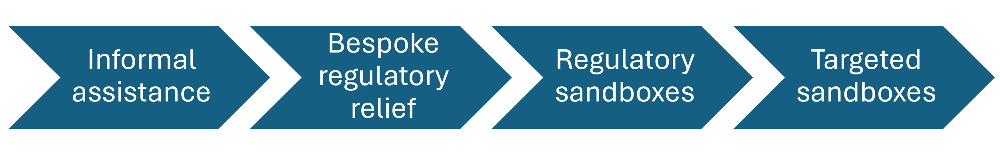 Informal
assistance
Bespoke
regulatory
relief
Regulatory
sandboxes
Targeted
sandboxes